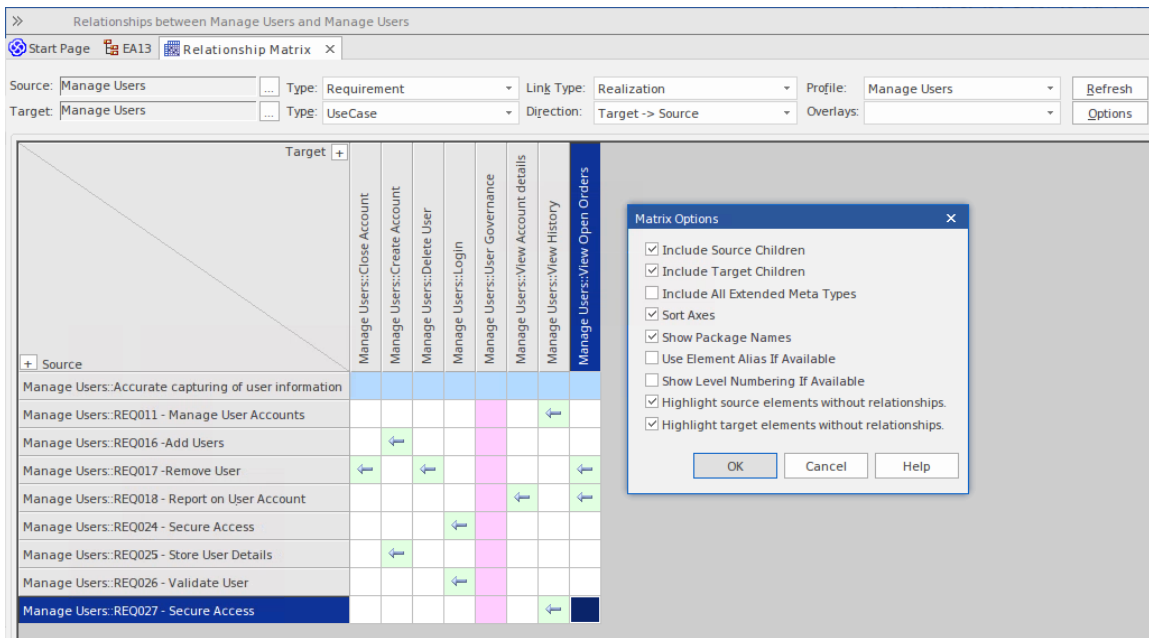 Relationships between Manage Users and Manage Users
Start Page EA13 Relationship Matrix X
Source: Manage Users ... Type: Requirement Link Type: Realization Profile: Manage Users Refresh
Target: Manage Users ... Type: UseCase Direction: Target -> Source Overlays: Options
Target +
Manage Users::Close Account
Manage Users::Create Account
Manage Users::Delete User
Manage Users::Login
Manage Users::User Governance
Manage Users::View Account details
Manage Users::View History
Manage Users::View Open Orders
+ Source
Manage Users::Accurate capturing of user information
Manage Users::REQ011 - Manage User Accounts
Manage Users::REQ016 -Add Users
Manage Users::REQ017 -Remove User
Manage Users::REQ018 - Report on User Account
Manage Users::REQ024 - Secure Access
Manage Users::REQ025 - Store User Details
Manage Users::REQ026 - Validate User
Manage Users::REQ027 - Secure Access
Matrix Options
Include Source Children
Include Target Children
Include All Extended Meta Types
Sort Axes
Show Package Names
Use Element Alias If Available
Show Level Numbering If Available
Highlight source elements without relationships.
Highlight target elements without relationships.
OK Cancel Help